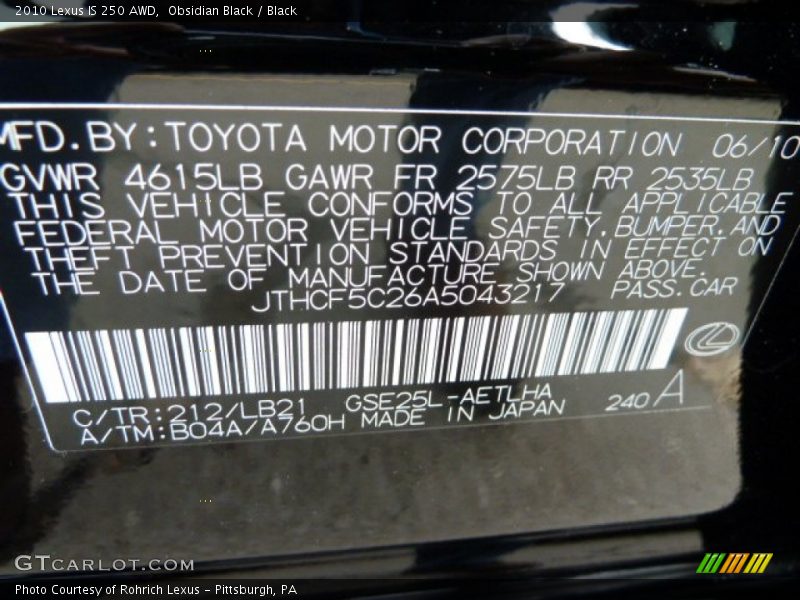 2010 Lexus IS 250 AWD,  Obsidian Black / Black
MFD.BY:TOYOTA MOTOR CORPORATION 06/10
GVWR 4615LB GAWR FR 2575LB RR 2535LB
THIS VEHICLE CONFORMS TO ALL APPLICABLE
FEDERAL MOTOR VEHICLE SAFETY,BUMPER,AND
THEFT PREVENTION STANDARDS IN EFFECT ON
THE DATE OF MANUFACTURE SHOWN ABOVE.
JTHCF5C26A5043217 PASS.CAR
C/TR:212/LB21 GSE25L-AETLHA 240 A
A/TM:B04A/A760H MADE IN JAPAN
GTCARLOT.COM
Photo Courtesy of Rohrich Lexus - Pittsburgh, PA